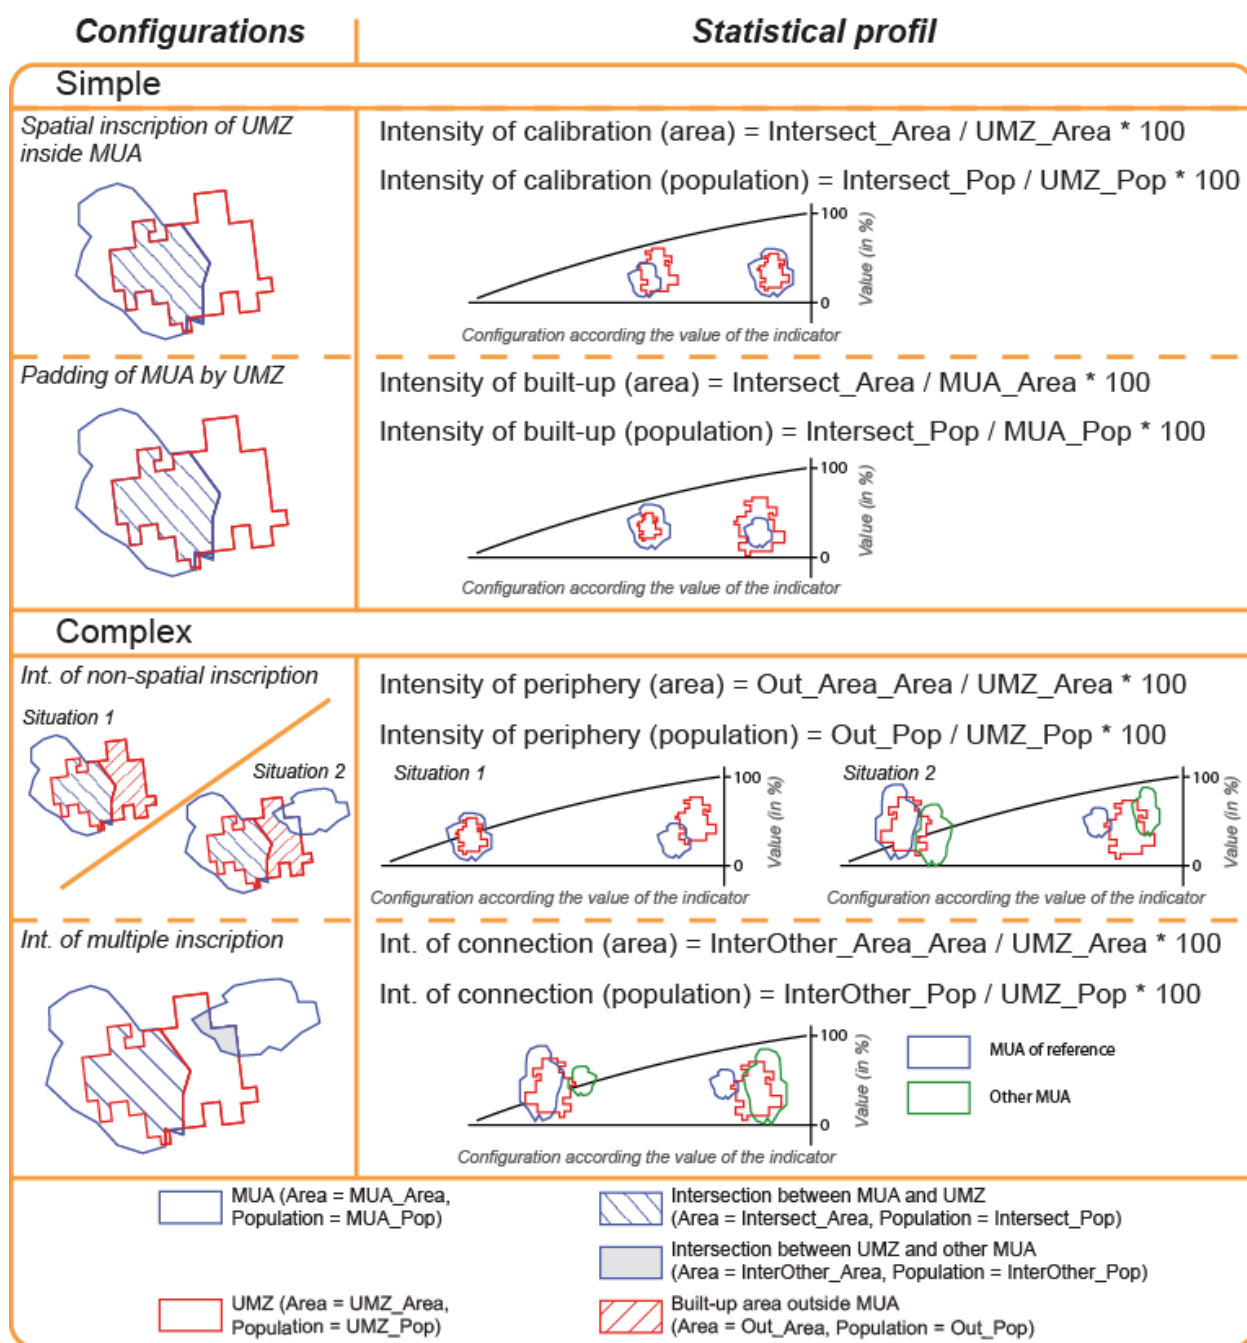 Configurations
Statistical profil
Simple
Spatial inscription of UMZ
inside MUA
Intensity of calibration (area) = Intersect_Area / UMZ_Area * 100
Intensity of calibration (population) = Intersect_Pop / UMZ_Pop * 100
100
0
Value (in %)
Configuration according the value of the indicator
Padding of MUA by UMZ
Intensity of built-up (area) = Intersect_Area / MUA_Area * 100
Intensity of built-up (population) = Intersect_Pop / MUA_Pop * 100
100
0
Value (in %)
Configuration according the value of the indicator
Complex
Int. of non-spatial inscription
Situation 1
Situation 2
Intensity of periphery (area) = Out_Area_Area / UMZ_Area * 100
Intensity of periphery (population) = Out_Pop / UMZ_Pop * 100
Situation 1
100
0
Value (in %)
Configuration according the value of the indicator
Situation 2
100
0
Value (in %)
Configuration according the value of the indicator
Int. of multiple inscription
Int. of connection (area) = InterOther_Area_Area / UMZ_Area * 100
Int. of connection (population) = InterOther_Pop / UMZ_Pop * 100
100
0
Value (in %)
Configuration according the value of the indicator
MUA of reference
Other MUA
MUA (Area = MUA_Area,
Population = MUA_Pop)
Intersection between MUA and UMZ
(Area = Intersect_Area, Population = Intersect_Pop)
Intersection between UMZ and other MUA
(Area = InterOther_Area, Population = InterOther_Pop)
UMZ (Area = UMZ_Area,
Population = UMZ_Pop)
Built-up area outside MUA
(Area = Out_Area, Population = Out_Pop)